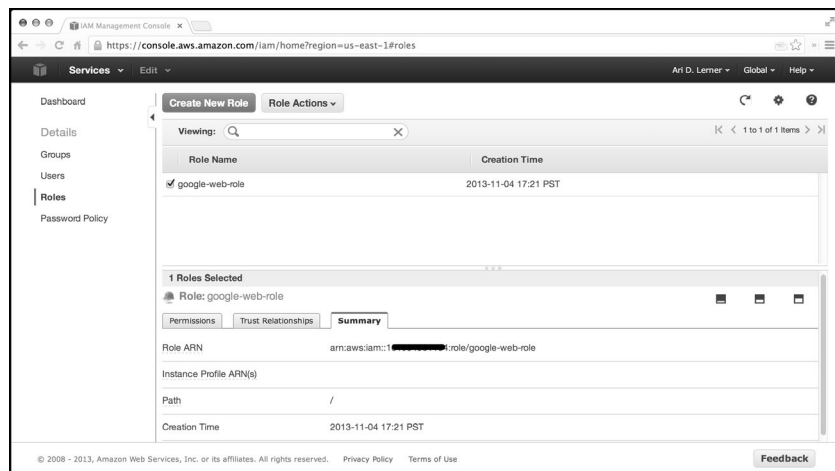 IAM Management Console
https://console.aws.amazon.com/iam/home?region=us-east-1#roles
Services Edit Ari D. Lerner Global Help
Dashboard
Details
Groups
Users
Roles
Password Policy
Create New Role Role Actions
Viewing: 1 to 1 of 1 Items
Role Name Creation Time
google-web-role 2013-11-04 17:21 PST
1 Roles Selected
Role: google-web-role
Permissions Trust Relationships Summary
Role ARN arn:aws:iam::1 :role/google-web-role
Instance Profile ARN(s)
Path /
Creation Time 2013-11-04 17:21 PST
© 2008 - 2013, Amazon Web Services, Inc. or its affiliates. All rights reserved. Privacy Policy Terms of Use Feedback